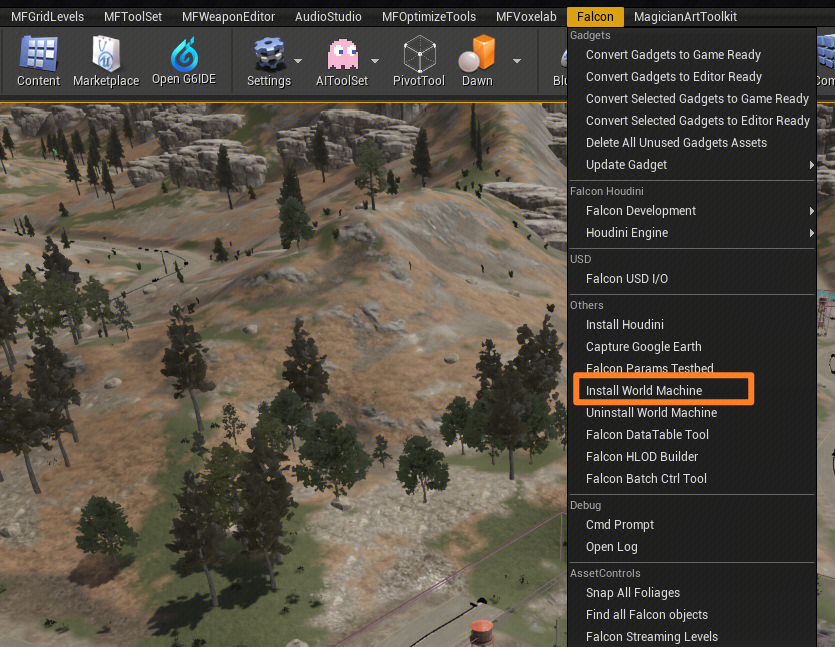 MFGridLevels MFToolSet MFWeaponEditor AudioStudio MFOptimizeTools MFVoxelab Falcon MagicianArtToolkit
Content Marketplace Open G6IDE Settings AIToolSet PivotTool Dawn
Gadgets
Convert Gadgets to Game Ready
Convert Gadgets to Editor Ready
Convert Selected Gadgets to Game Ready
Convert Selected Gadgets to Editor Ready
Delete All Unused Gadgets Assets
Update Gadget
Falcon Houdini
Falcon Development
Houdini Engine
USD
Falcon USD I/O
Others
Install Houdini
Capture Google Earth
Falcon Params Testbed
Install World Machine
Uninstall World Machine
Falcon DataTable Tool
Falcon HLOD Builder
Falcon Batch Ctrl Tool
Debug
Cmd Prompt
Open Log
AssetControls
Snap All Foliages
Find all Falcon objects
Falcon Streaming Levels